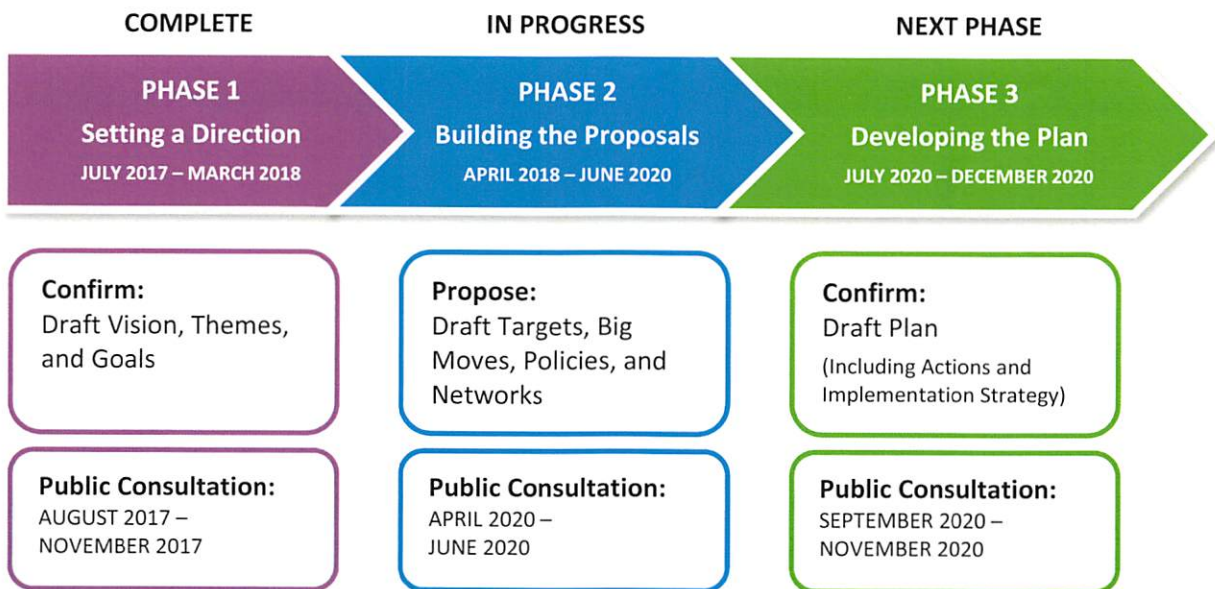 COMPLETE
IN PROGRESS
NEXT PHASE
PHASE 1
Setting a Direction
JULY 2017 – MARCH 2018
PHASE 2
Building the Proposals
APRIL 2018 – JUNE 2020
PHASE 3
Developing the Plan
JULY 2020 – DECEMBER 2020
Confirm:
Draft Vision, Themes,
and Goals
Propose:
Draft Targets, Big
Moves, Policies, and
Networks
Confirm:
Draft Plan
(Including Actions and
Implementation Strategy)
Public Consultation:
AUGUST 2017 –
NOVEMBER 2017
Public Consultation:
APRIL 2020 –
JUNE 2020
Public Consultation:
SEPTEMBER 2020 –
NOVEMBER 2020